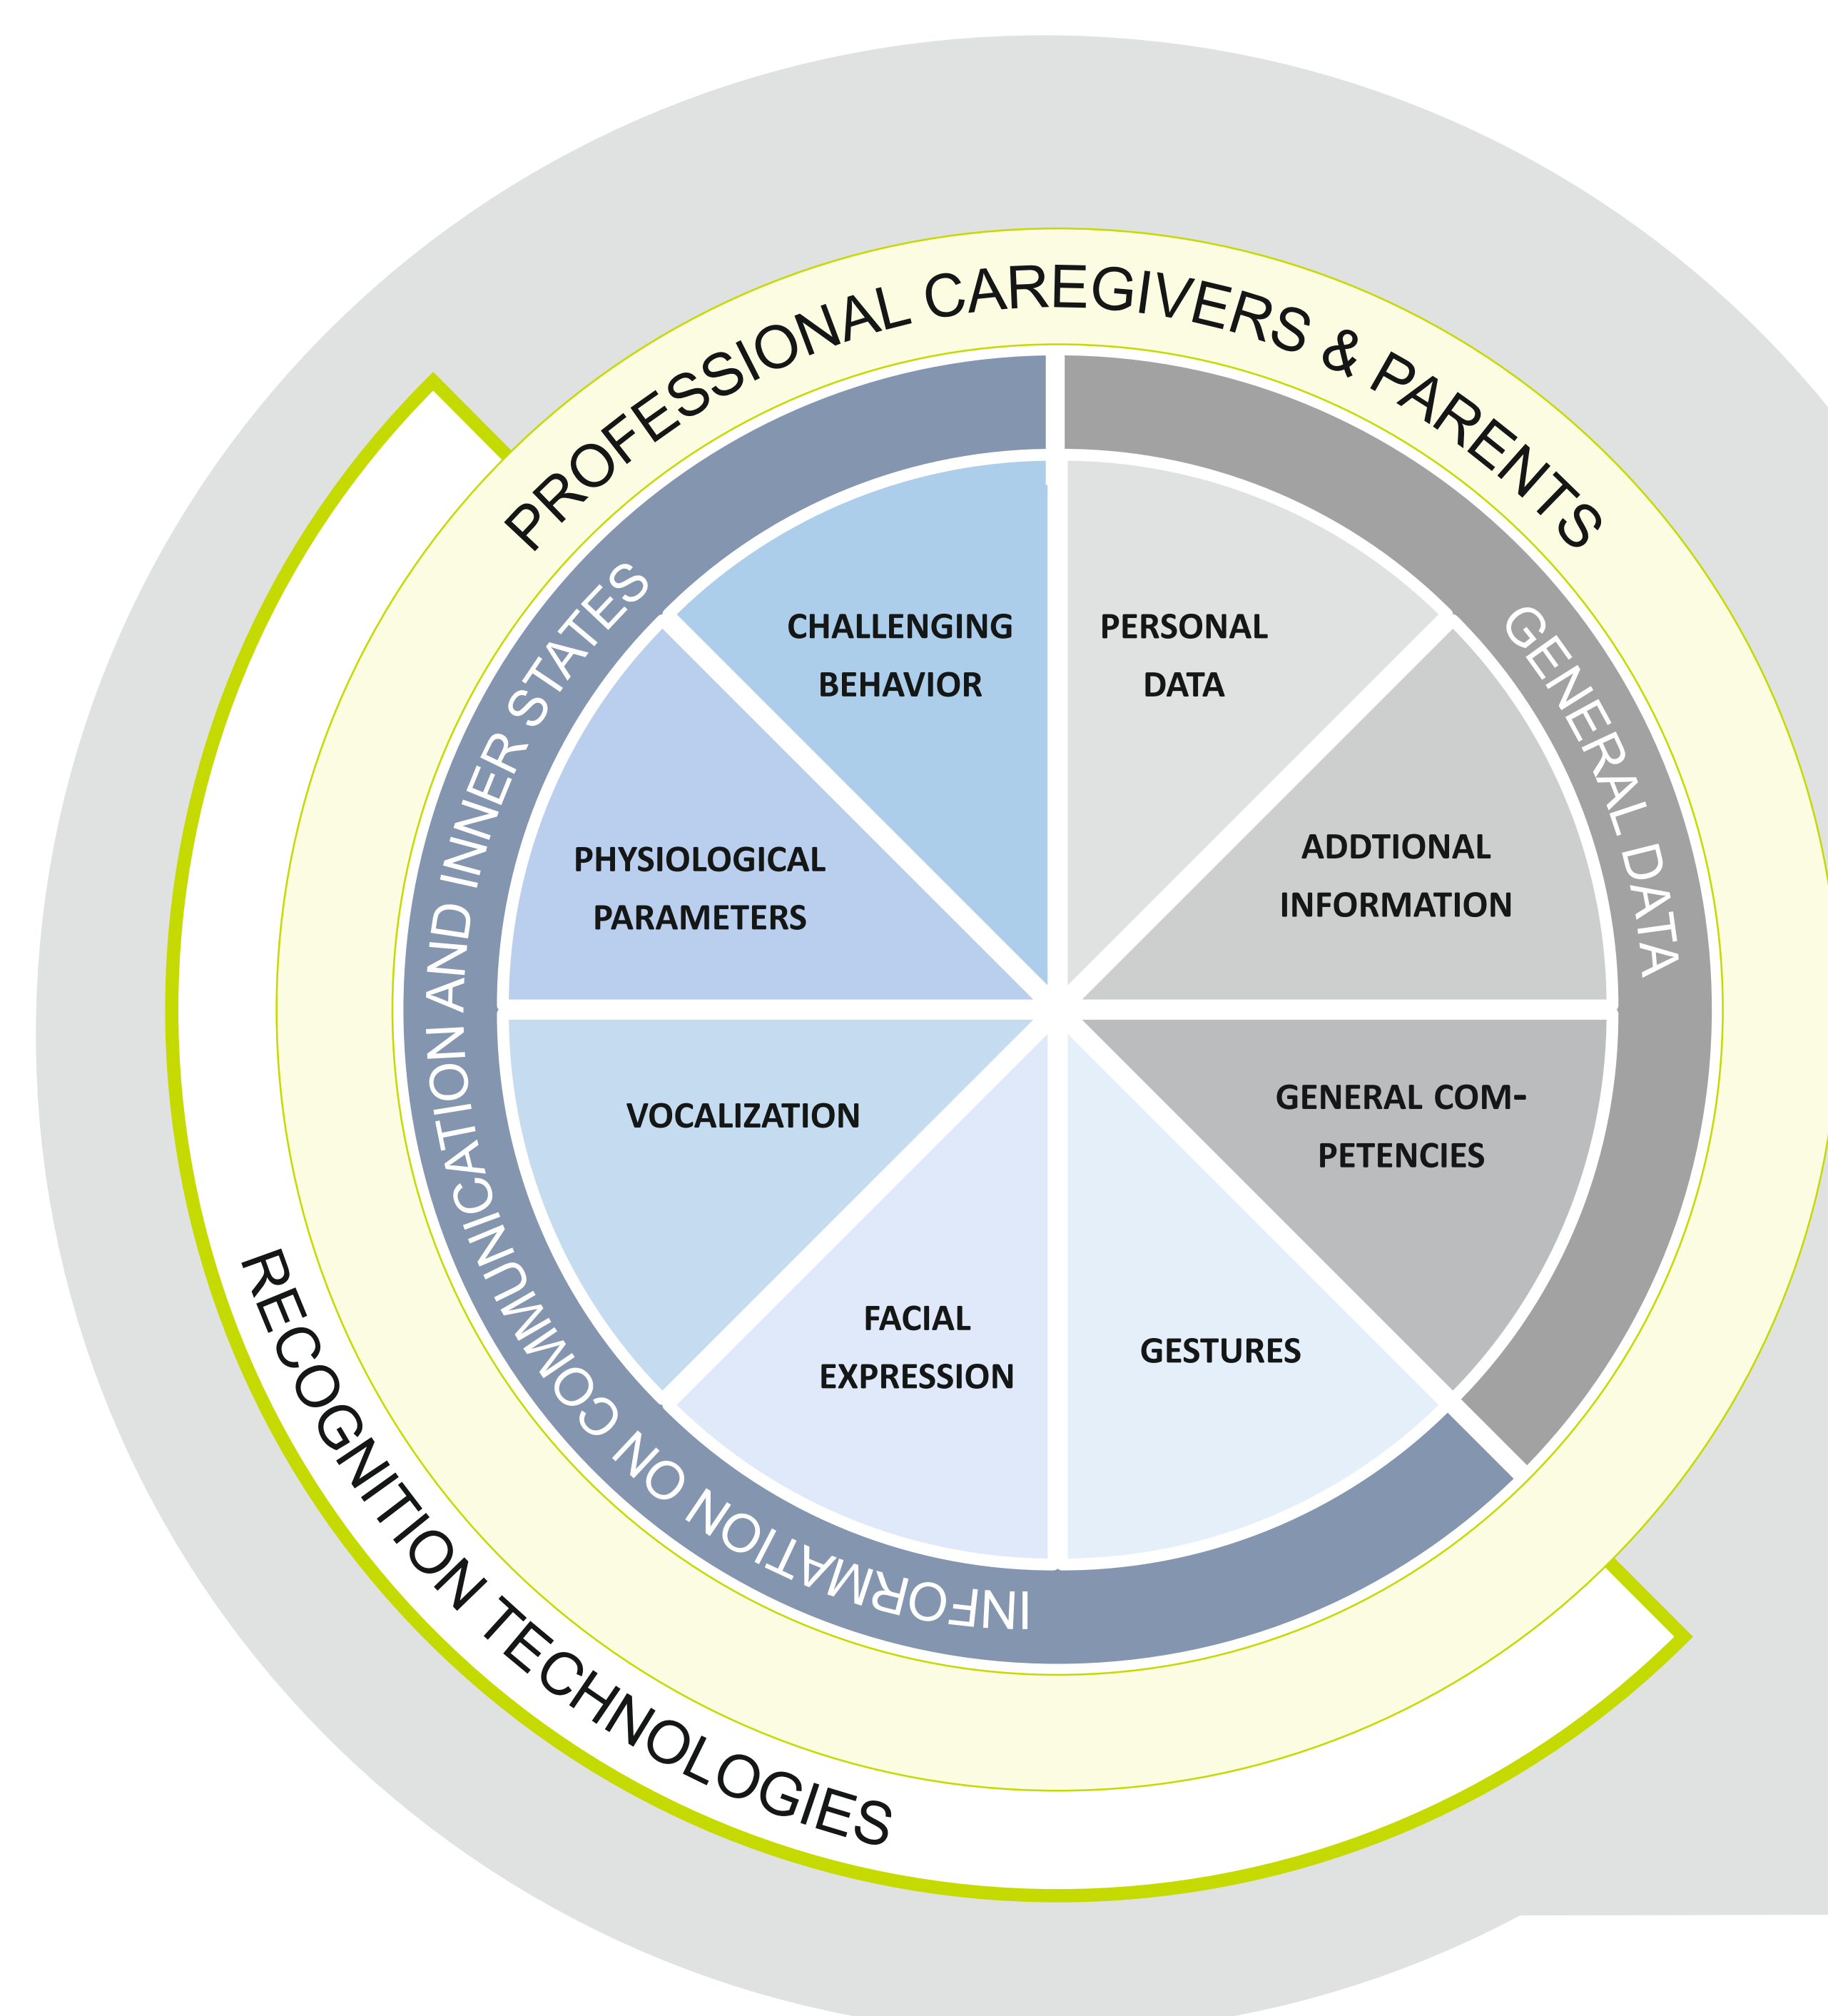 PROFESSIONAL CAREGIVERS & PARENTS
GENERAL DATA
INFORMATION ON COMMUNICATION AND INNER STATES
RECOGNITION TECHNOLOGIES
CHALLENGING
BEHAVIOR
PERSONAL
DATA
PHYSIOLOGICAL
PARAMETERS
ADDTIONAL
INFORMATION
VOCALIZATION
GENERAL COM-
PETENCIES
FACIAL
EXPRESSION
GESTURES